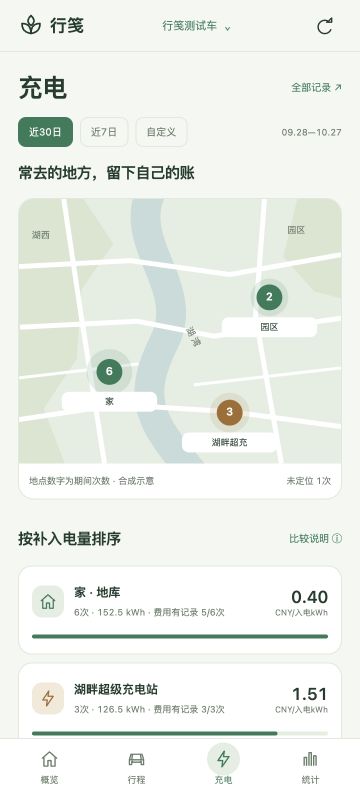 行笺
行笺测试车
充电
全部记录 ↗
近30日
近7日
自定义
09.28—10.27
常去的地方，留下自己的账
湖西
园区
2
园区
湖湾
6
家
3
湖畔超充
地点数字为期间次数 · 合成示意
未定位 1次
按补入电量排序
比较说明 ⓘ
家 · 地库
0.40
6次 · 152.5 kWh · 费用有记录 5/6次
CNY/入电kWh
湖畔超级充电站
1.51
3次 · 126.5 kWh · 费用有记录 3/3次
CNY/入电kWh
概览
行程
充电
统计